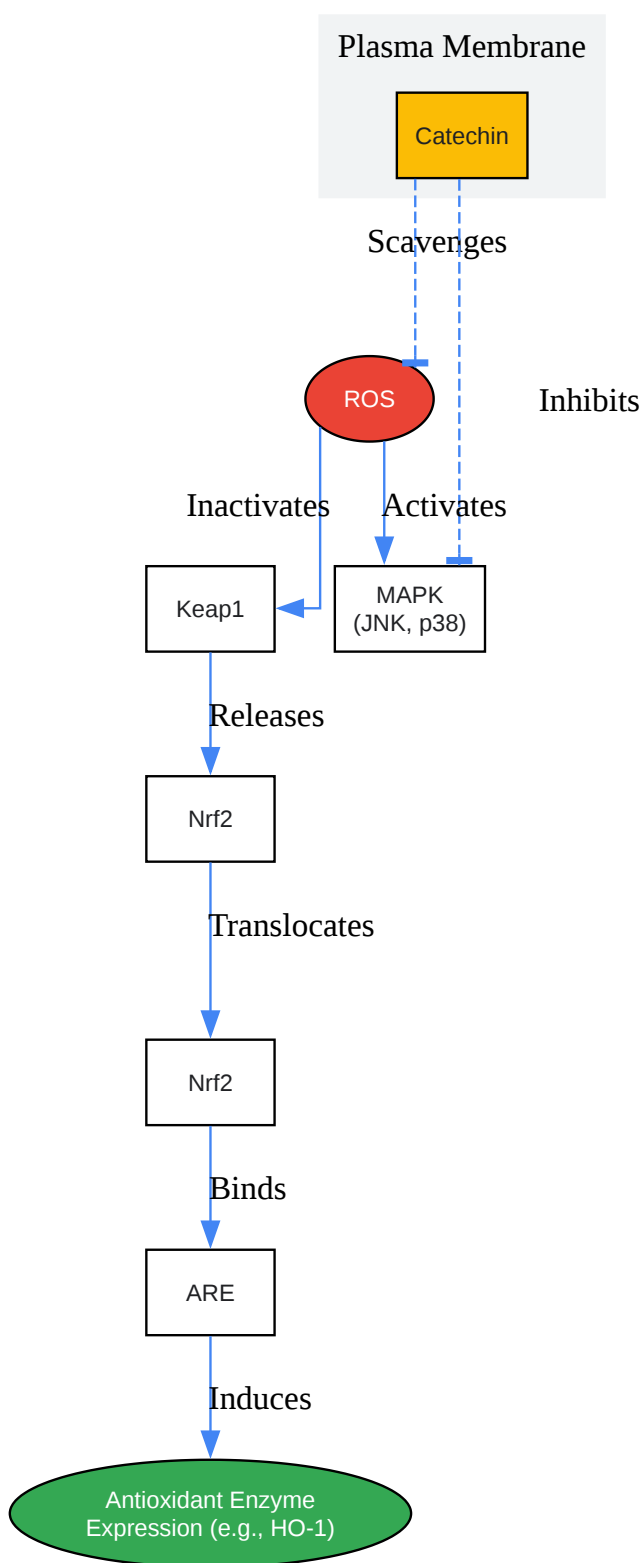 Plasma Membrane
Catechin
Scavenges
ROS
Inhibits
Inactivates
Activates
Keap1
MAPK
(JNK, p38)
Releases
Nrf2
Translocates
Nrf2
Binds
ARE
Induces
Antioxidant Enzyme
Expression (e.g., HO-1)